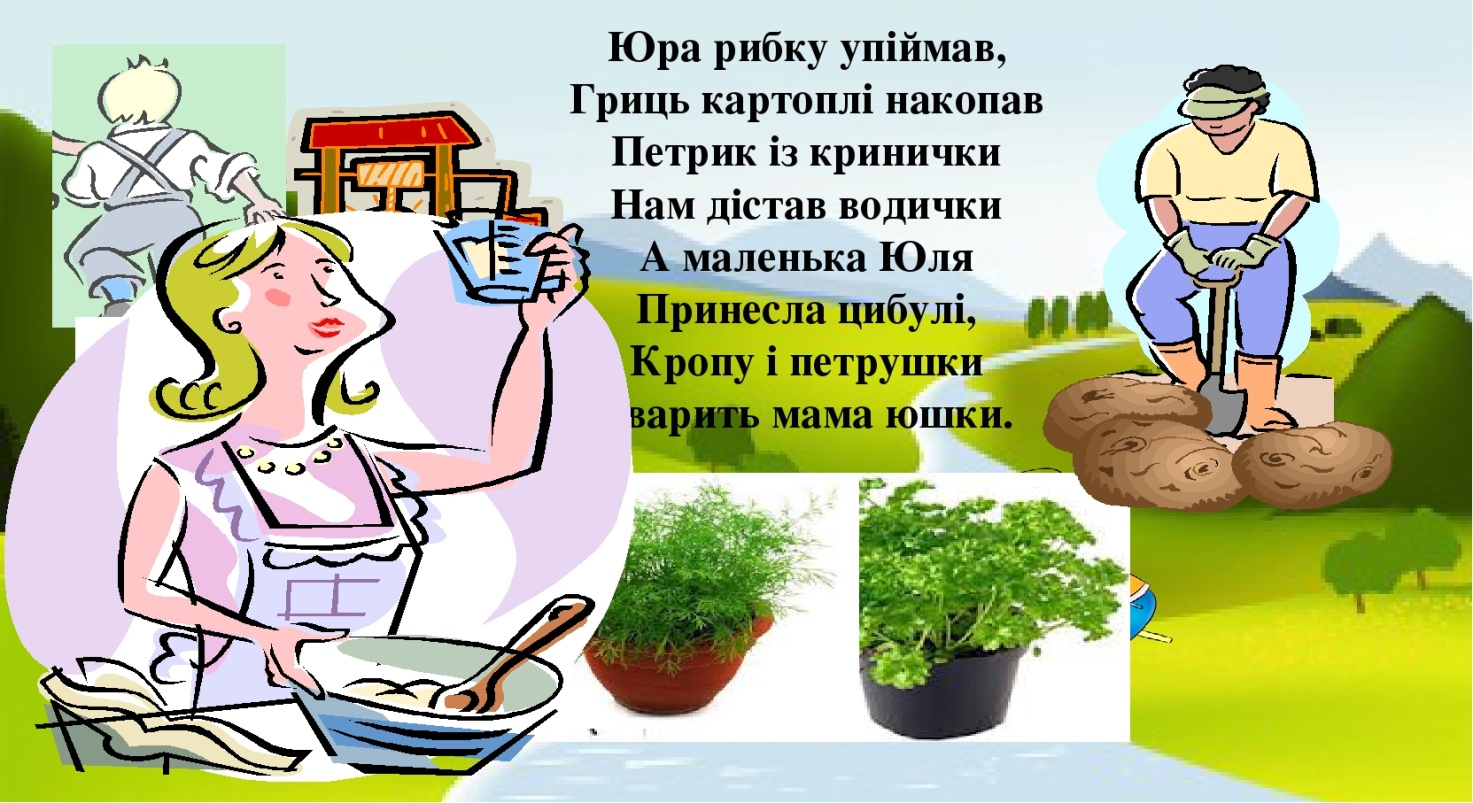 Юра рибку упіймав,
Гриць картоплі накопав
Петрик із кринички
Нам дістав водички
А маленька Юля
Принесла цибулі,
Кропу і петрушки
варить мама юшки.